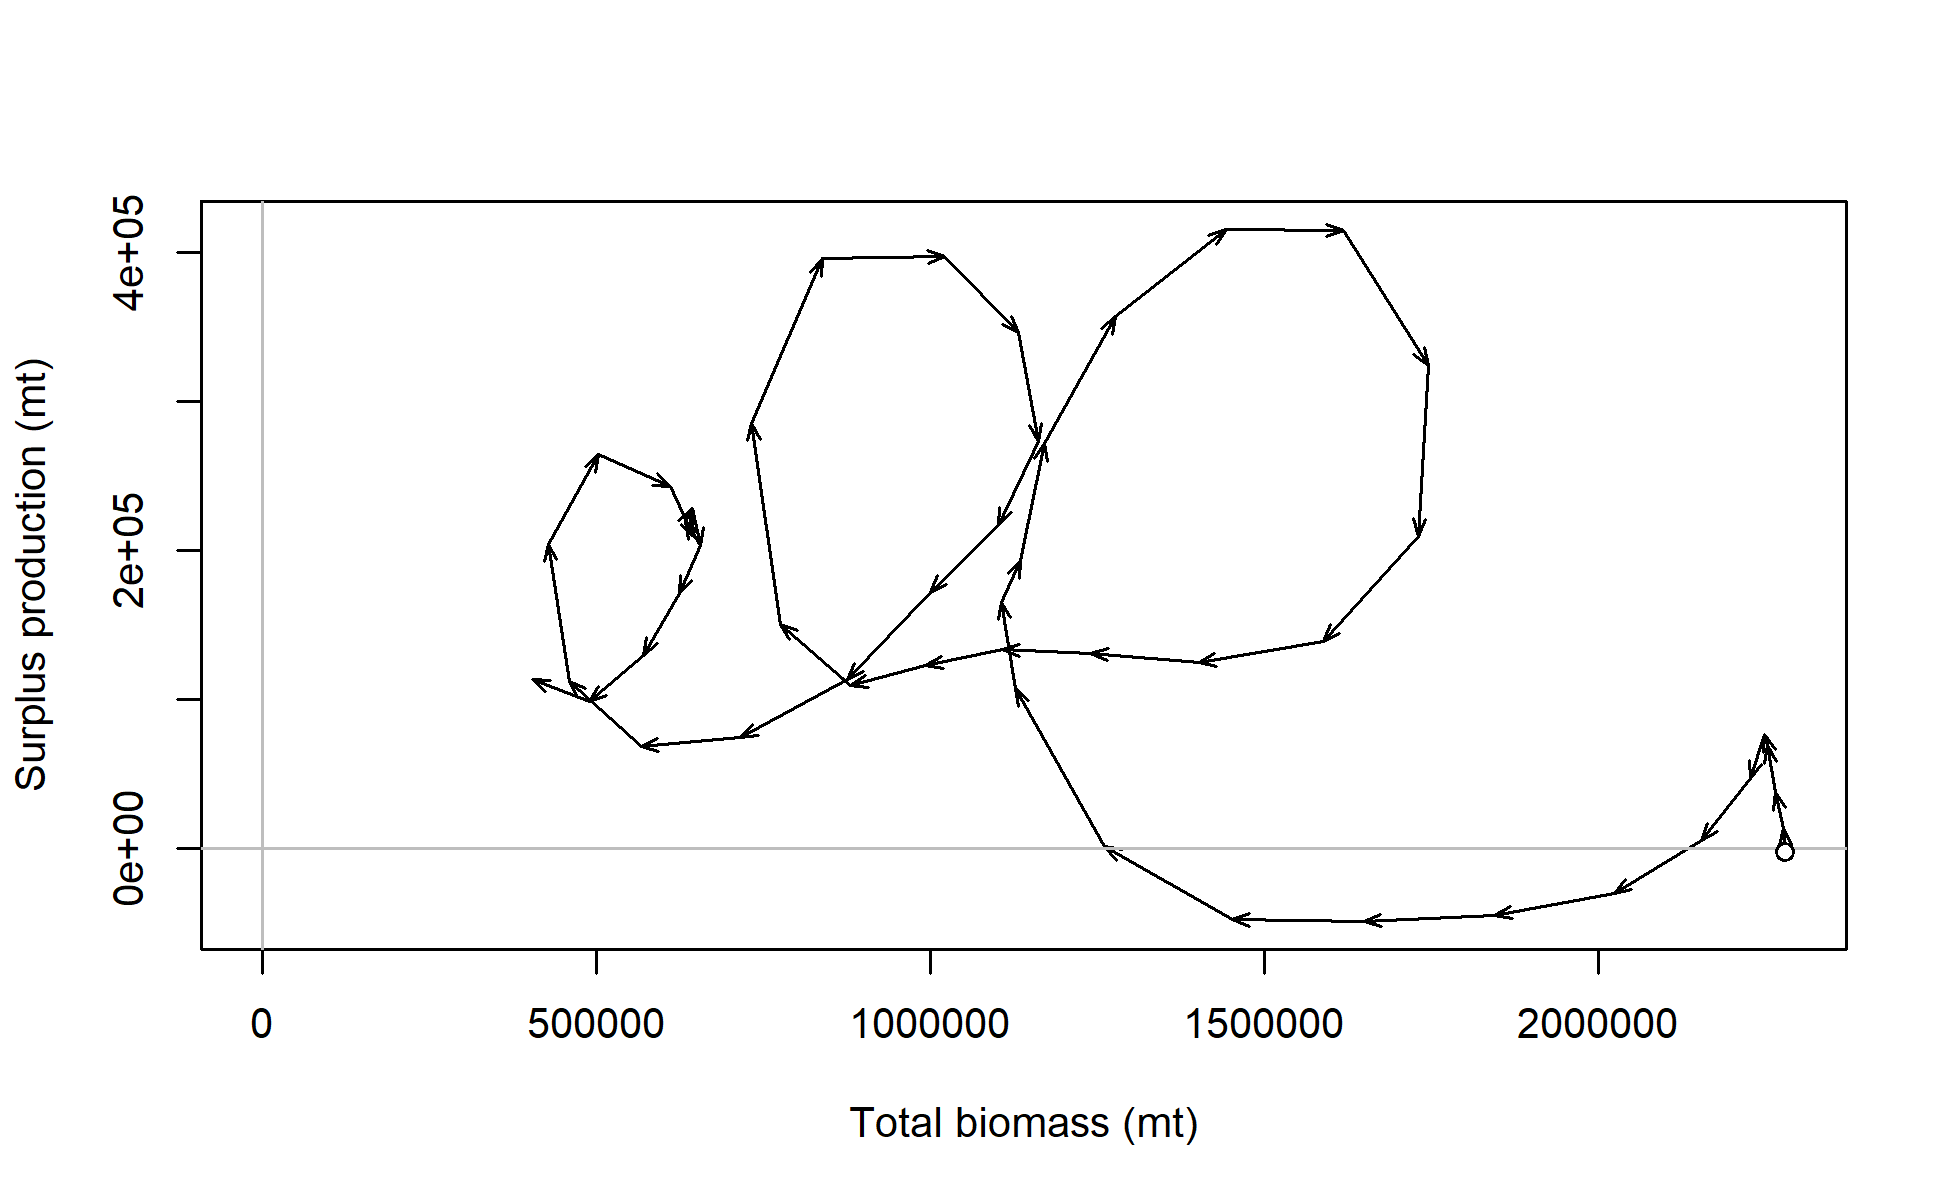 4e+05
2e+05
0e+00
Surplus production (mt)
0 500000 1000000 1500000 2000000
Total biomass (mt)